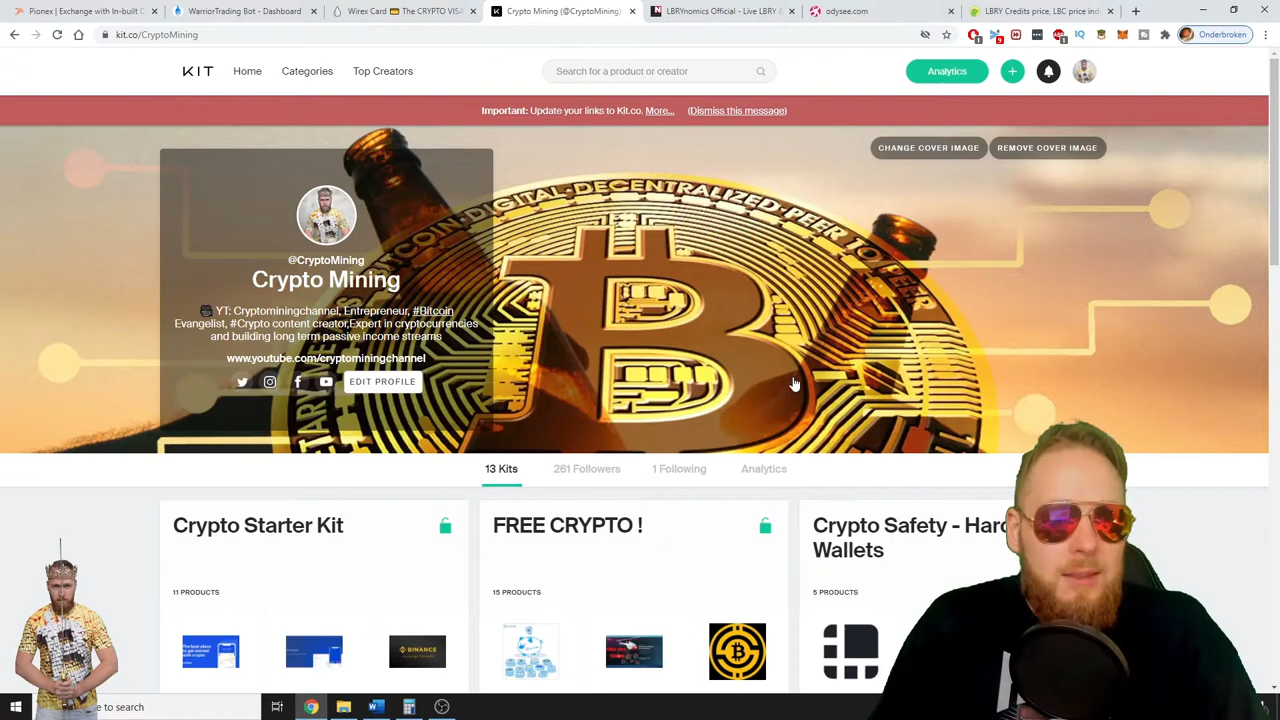 Pionex | Exchange with In-built
WarriorTrading Bot - Dashboard
Wirex Card 💳 The CRYPTO VISA
Crypto Mining (@CryptoMining)
LBRYnomics Official - Live LBRY &
odysee.com
LBRY Credits price, LBC price ind
kit.co/CryptoMining
Onderbroken
KIT
Home
Categories
Top Creators
Search for a product or creator
Analytics
Important: Update your links to Kit.co. More... (Dismiss this message)
CHANGE COVER IMAGE
REMOVE COVER IMAGE
DIGITAL DECENTRALIZED PEER TO PEER
@CryptoMining
Crypto Mining
YT: Cryptominingchannel, Entrepreneur, #Bitcoin
Evangelist, #Crypto content creator,Expert in cryptocurrencies
and building long term passive income streams
www.youtube.com/cryptominingchannel
EDIT PROFILE
13 Kits
261 Followers
1 Following
Analytics
Crypto Starter Kit
11 PRODUCTS
BINANCE
FREE CRYPTO !
15 PRODUCTS
Crypto Safety - Hard
Wallets
5 PRODUCTS
e to search